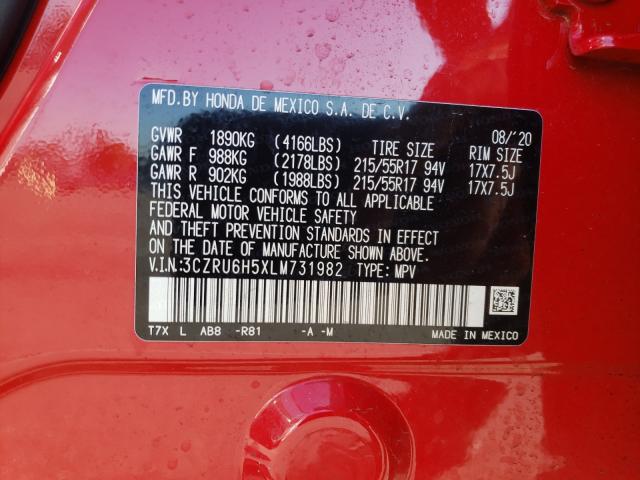 MFD. BY HONDA DE MEXICO S.A. DE C.V.
08/'20
GVWR 1890KG (4166LBS) TIRE SIZE RIM SIZE
GAWR F 988KG (2178LBS) 215/55R17 94V 17X7.5J
GAWR R 902KG (1988LBS) 215/55R17 94V 17X7.5J
THIS VEHICLE CONFORMS TO ALL APPLICABLE
FEDERAL MOTOR VEHICLE SAFETY
AND THEFT PREVENTION STANDARDS IN EFFECT
ON THE DATE OF MANUFACTURE SHOWN ABOVE.
V.I.N.:3CZRU6H5XLM731982 TYPE: MPV
T7X L AB8 -R81 -A -M MADE IN MEXICO